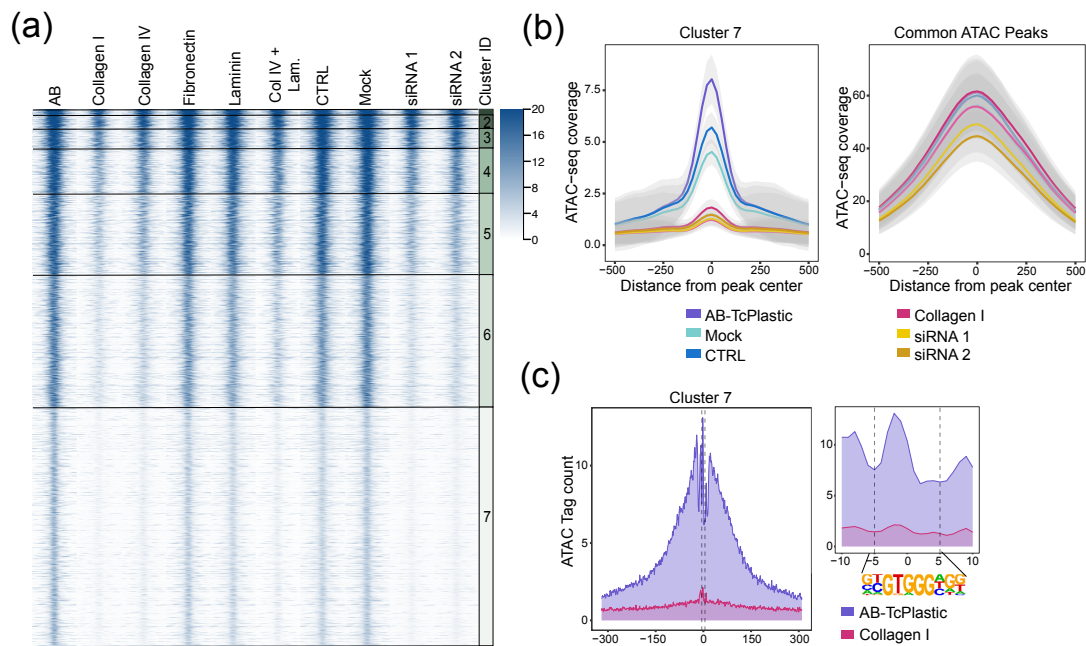 (a)
AB
Collagen I
Collagen IV
Fibronectin
Laminin
Col IV +
Lam.
CTRL
Mock
siRNA 1
siRNA 2
Cluster ID
2
3
4
5
6
7
20
16
12
8
4
0
(b)
Cluster 7
ATAC−seq coverage
7.5
5.0
2.5
0.0
−500
−250
0
250
500
Distance from peak center
Common ATAC Peaks
ATAC−seq coverage
60
40
20
0
−500
−250
0
250
500
Distance from peak center
AB-TcPlastic
Mock
CTRL
Collagen I
siRNA 1
siRNA 2
(c)
Cluster 7
ATAC Tag count
10
5
0
−300
−150
0
150
300
10
5
0
−10
−5
0
5
10
GTGTGGGAGG
AB-TcPlastic
Collagen I